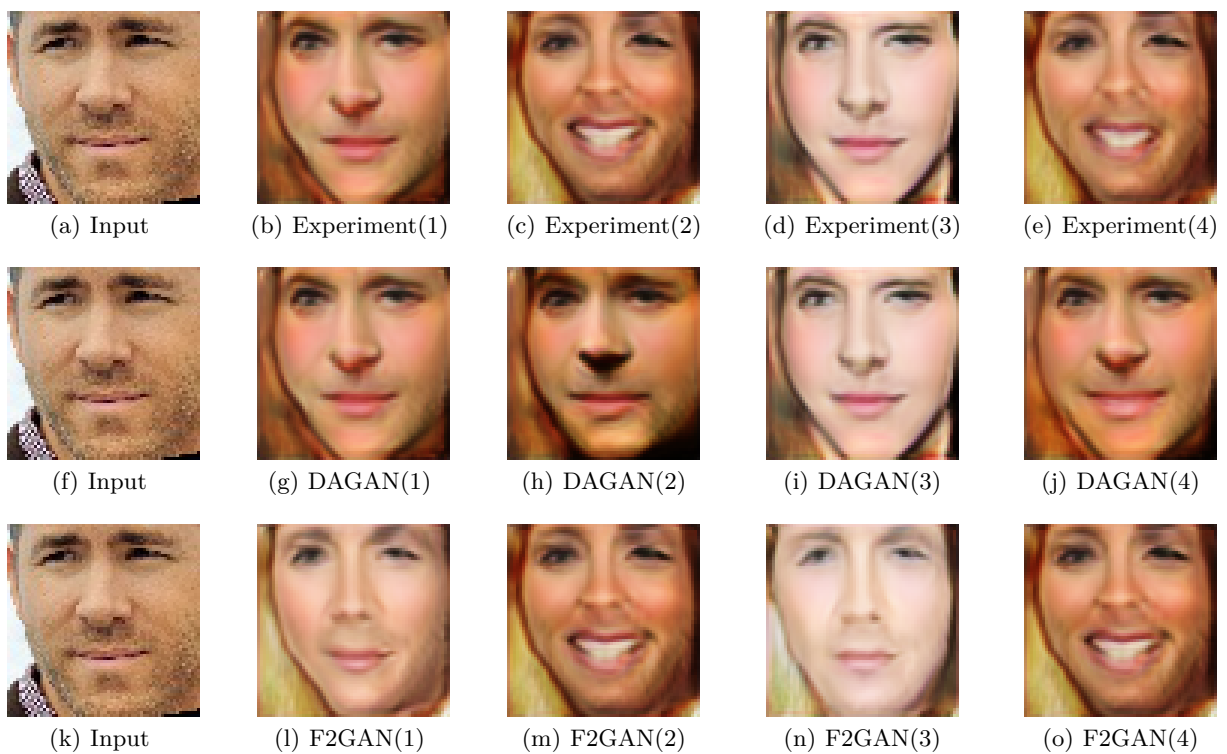 (a) Input (b) Experiment(1) (c) Experiment(2) (d) Experiment(3) (e) Experiment(4)
(f) Input (g) DAGAN(1) (h) DAGAN(2) (i) DAGAN(3) (j) DAGAN(4)
(k) Input (l) F2GAN(1) (m) F2GAN(2) (n) F2GAN(3) (o) F2GAN(4)